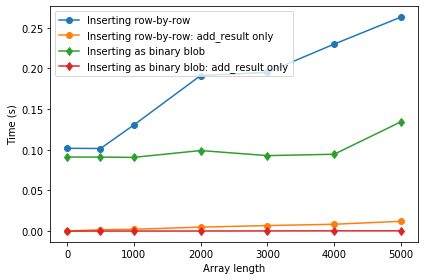 Inserting row-by-row
Inserting row-by-row: add_result only
Inserting as binary blob
Inserting as binary blob: add_result only
Time (s)
0.25
0.20
0.15
0.10
0.05
0.00
0 1000 2000 3000 4000 5000
Array length